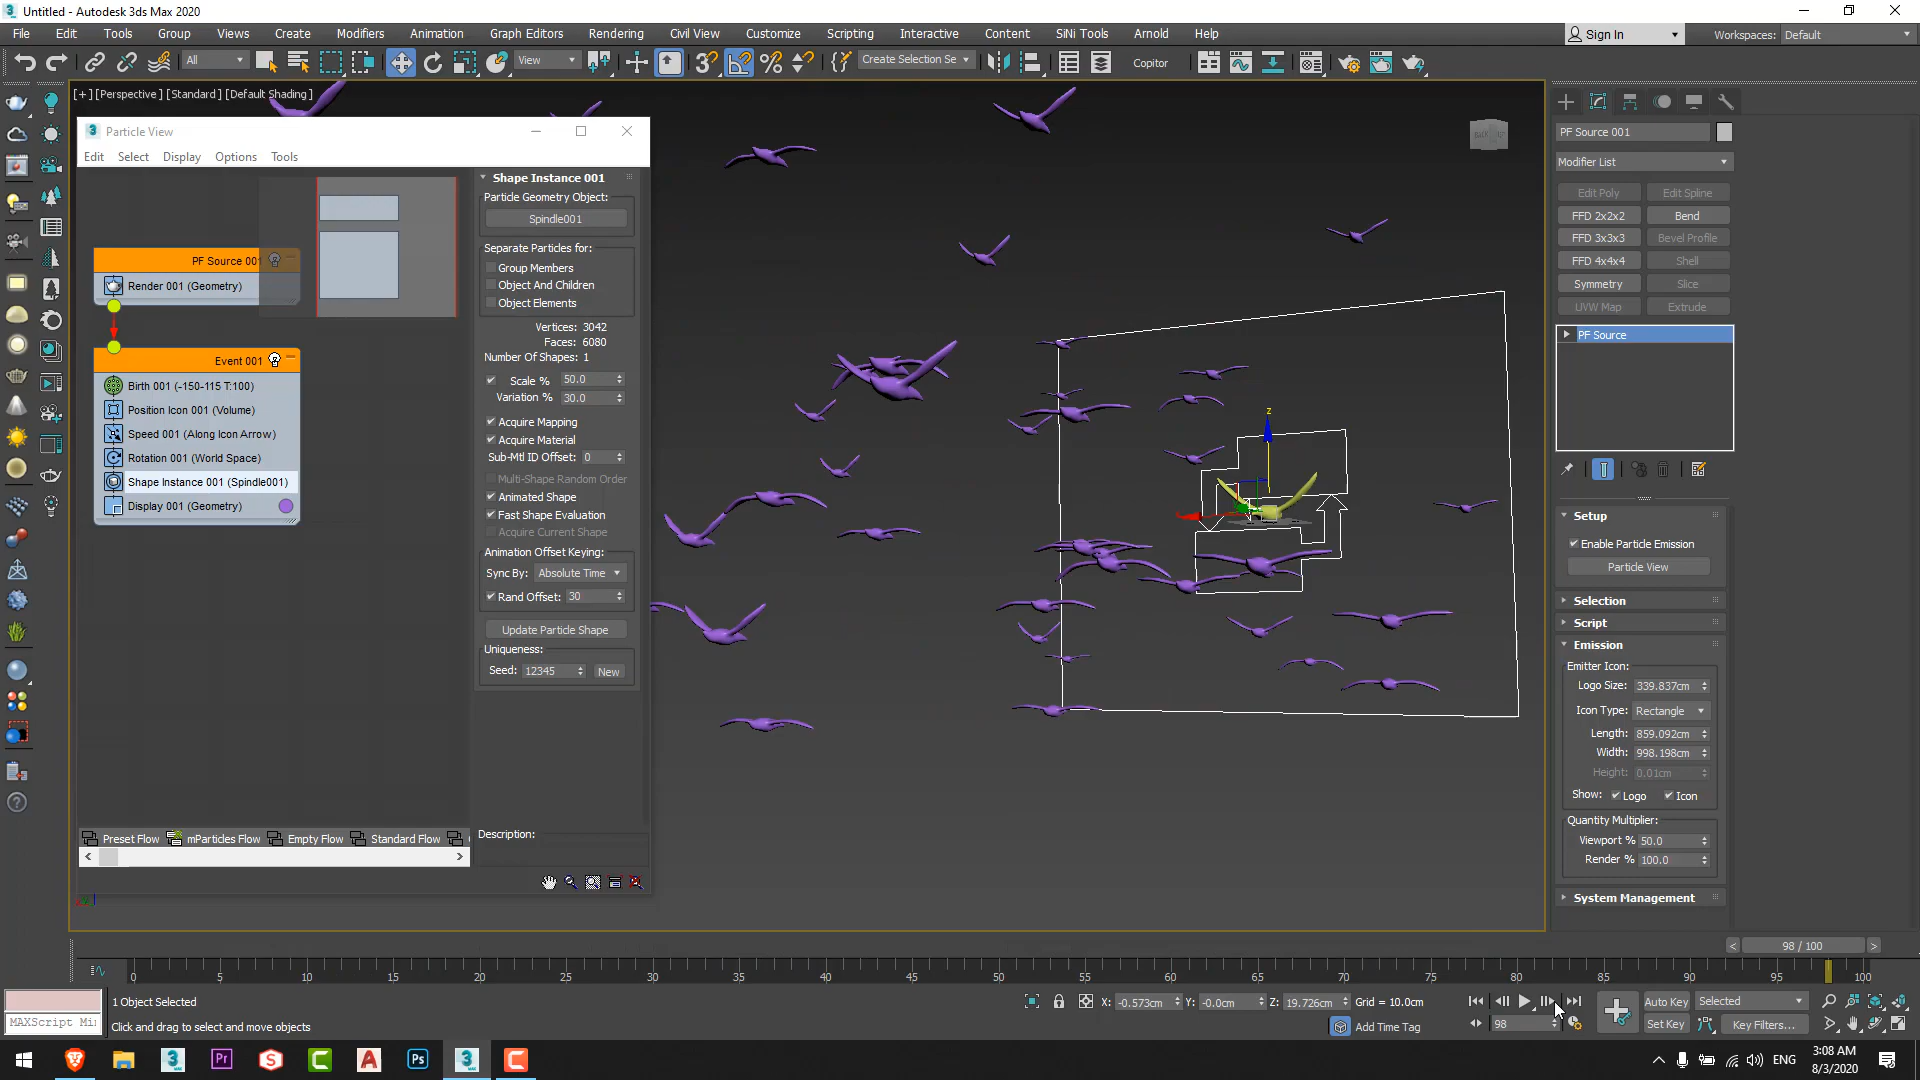 Untitled - Autodesk 3ds Max 2020
File Edit Tools Group Views Create Modifiers Animation Graph Editors Rendering Civil View Customize Scripting Interactive Content SiNi Tools Arnold Help
Sign In
Workspaces: Default
All
View
Create Selection Se
Copitor
[+] [Perspective] [Standard] [Default Shading]
Particle View
Edit Select Display Options Tools
PF Source 001
Render 001 (Geometry)
Event 001
Birth 001 (-150-115 T:100)
Position Icon 001 (Volume)
Speed 001 (Along Icon Arrow)
Rotation 001 (World Space)
Shape Instance 001 (Spindle001)
Display 001 (Geometry)
Shape Instance 001
Particle Geometry Object:
Spindle001
Separate Particles for:
Group Members
Object And Children
Object Elements
Vertices: 3042
Faces: 6080
Number Of Shapes: 1
Scale % 50.0
Variation % 30.0
Acquire Mapping
Acquire Material
Sub-Mtl ID Offset: 0
Multi-Shape Random Order
Animated Shape
Fast Shape Evaluation
Acquire Current Shape
Animation Offset Keying:
Sync By: Absolute Time
Rand Offset: 30
Update Particle Shape
Uniqueness:
Seed: 12345 New
Preset Flow mParticles Flow Empty Flow Standard Flow
Description:
z
PF Source 001
Modifier List
Edit Poly Edit Spline
FFD 2x2x2 Bend
FFD 3x3x3 Bevel Profile
FFD 4x4x4 Shell
Symmetry Slice
UVW Map Extrude
PF Source
Setup
Enable Particle Emission
Particle View
Selection
Script
Emission
Emitter Icon:
Logo Size: 339.837cm
Icon Type: Rectangle
Length: 859.092cm
Width: 998.198cm
Height: 0.01cm
Show: Logo Icon
Quantity Multiplier:
Viewport % 50.0
Render % 100.0
System Management
< 98 / 100 >
0 5 10 15 20 25 30 35 40 45 50 55 60 65 70 75 80 85 90 95 100
1 Object Selected
MAXScript Mi
Click and drag to select and move objects
X: -0.573cm Y: -0.0cm Z: 19.726cm Grid = 10.0cm
Add Time Tag
98
Auto Key Selected
Set Key Key Filters...
ENG
3:08 AM
8/3/2020